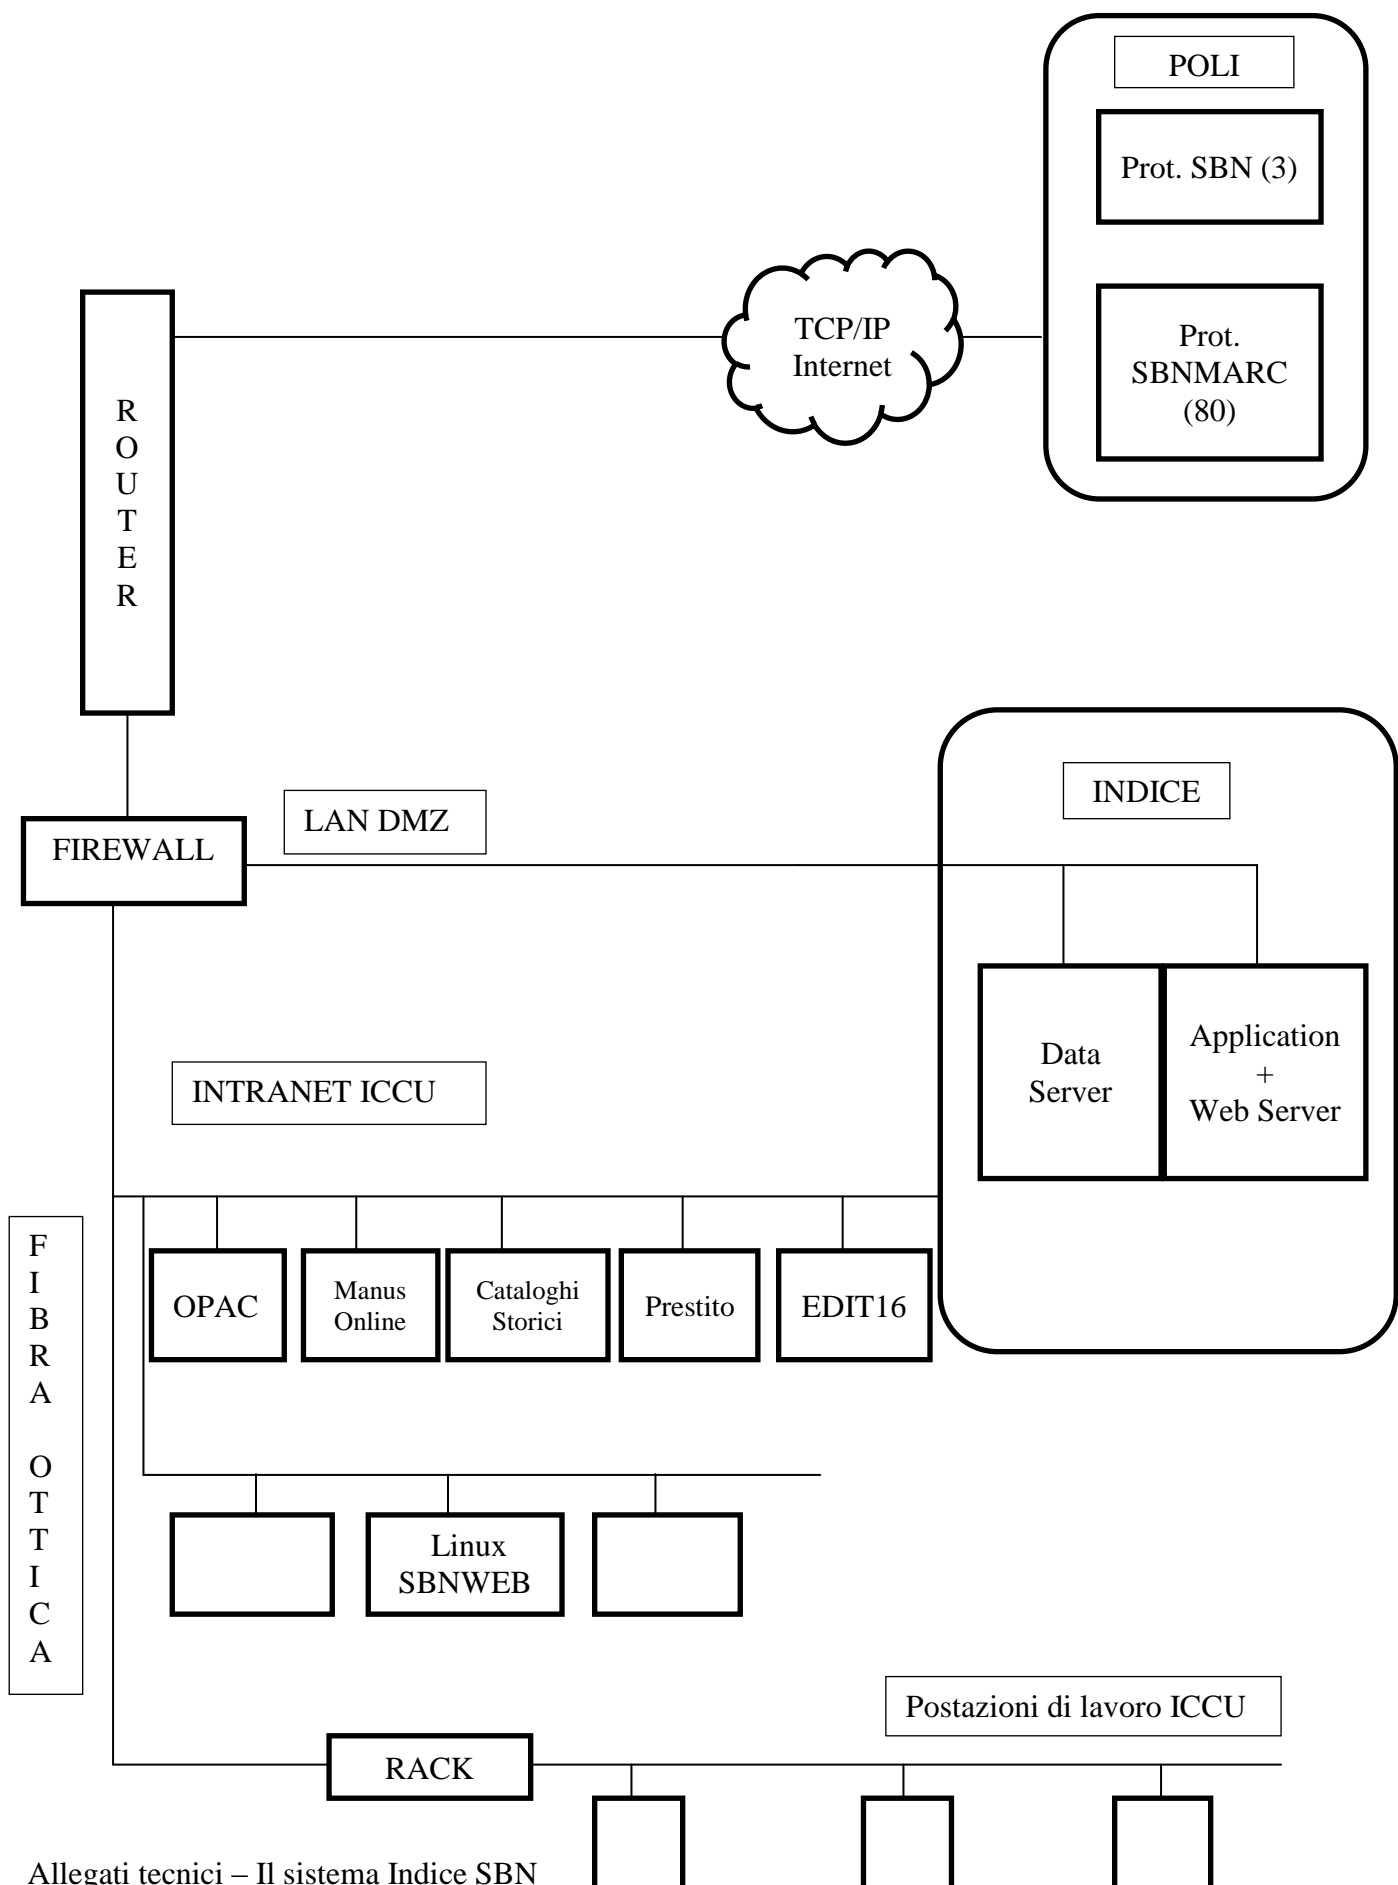 POLI
Prot. SBN (3)
TCP/IP
Internet
Prot.
SBNMARC
(80)
R
O
U
T
E
R
INDICE
LAN DMZ
FIREWALL
Data
Server
Application
+
Web Server
INTRANET ICCU
F
I
B
R
A
O
T
T
I
C
A
OPAC
Manus
Online
Cataloghi
Storici
Prestito
EDIT16
Linux
SBNWEB
Postazioni di lavoro ICCU
RACK
Allegati tecnici – Il sistema Indice SBN